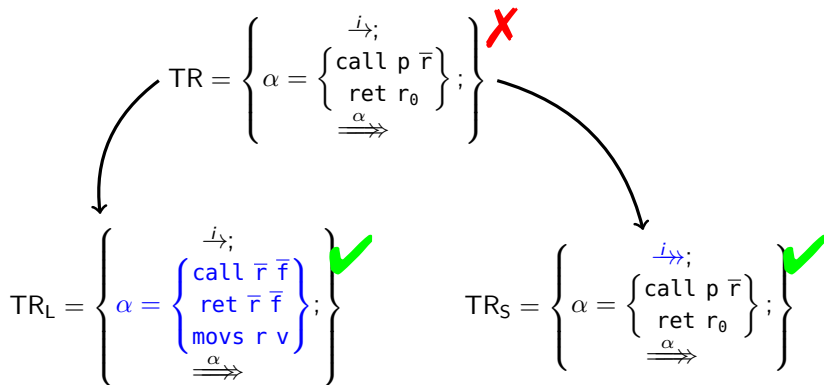 i→;
TR = { α = { call p r̅
ret r₀ } ; } ✗
α⇒
i→;
TR_L = { α = { call r̅ f̅
ret r̅ f̅
movs r v } ; } ✔
α⇒
i↠;
TR_S = { α = { call p r̅
ret r₀ } ; } ✔
α⇒